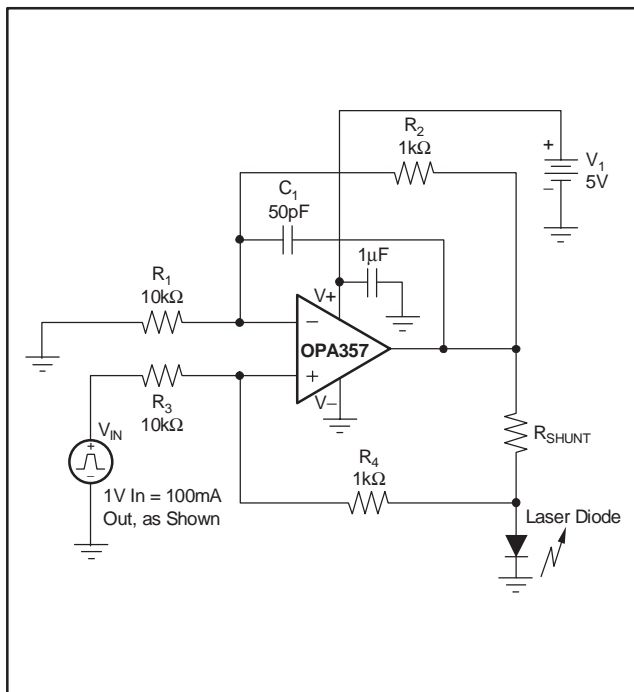 R2
1kΩ
+
V1
5V
–
C1
50pF
1μF
R1
10kΩ
V+
–
OPA357
+
V–
R3
10kΩ
VIN
+
–
1V In = 100mA
Out, as Shown
R4
1kΩ
RSHUNT
Laser Diode